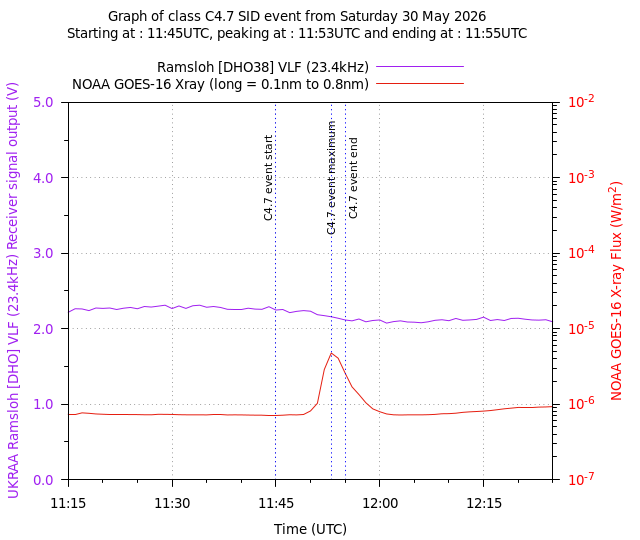 Graph of class C4.7 SID event from Saturday 30 May 2026
Starting at : 11:45UTC, peaking at : 11:53UTC and ending at : 11:55UTC
Ramsloh [DHO38] VLF (23.4kHz)
NOAA GOES-16 Xray (long = 0.1nm to 0.8nm)
UKRAA Ramsloh [DHO] VLF (23.4kHz) Receiver signal output (V)
5.0
4.0
3.0
2.0
1.0
0.0
C4.7 event start
C4.7 event maximum
C4.7 event end
10-2
10-3
10-4
10-5
10-6
10-7
NOAA GOES-16 X-ray Flux (W/m2)
11:15
11:30
11:45
12:00
12:15
Time (UTC)